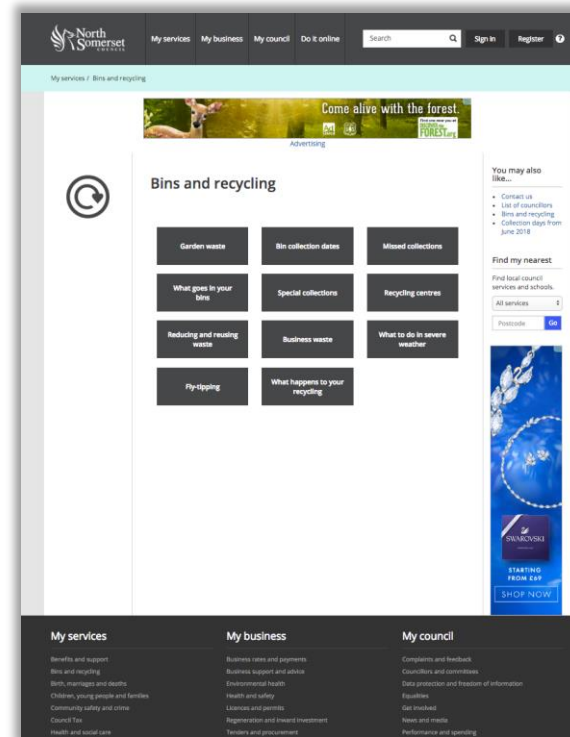 North
Somerset
COUNCIL
My services
My business
My council
Do it online
Search
Sign in
Register
?
My services / Bins and recycling
Come alive with the forest.
Ad
FOREST.org
Advertising
Bins and recycling
Garden waste
Bin collection dates
Missed collections
What goes in your
bins
Special collections
Recycling centres
Reducing and reusing
waste
Business waste
What to do in severe
weather
Fly-tipping
What happens to your
recycling
You may also
like...
Contact us
List of councillors
Bins and recycling
Collection days from
June 2018
Find my nearest
Find local council
services and schools.
All services
Postcode
Go
SWAROVSKI
STARTING
FROM £69
SHOP NOW
My services
Benefits and support
Bins and recycling
Birth, marriages and deaths
Children, young people and families
Community safety and crime
Council Tax
Health and social care
My business
Business rates and payments
Business support and advice
Environmental health
Health and safety
Licences and permits
Regeneration and inward investment
Tenders and procurement
My council
Complaints and feedback
Councillors and committees
Data protection and freedom of information
Equalities
Get involved
News and media
Performance and spending